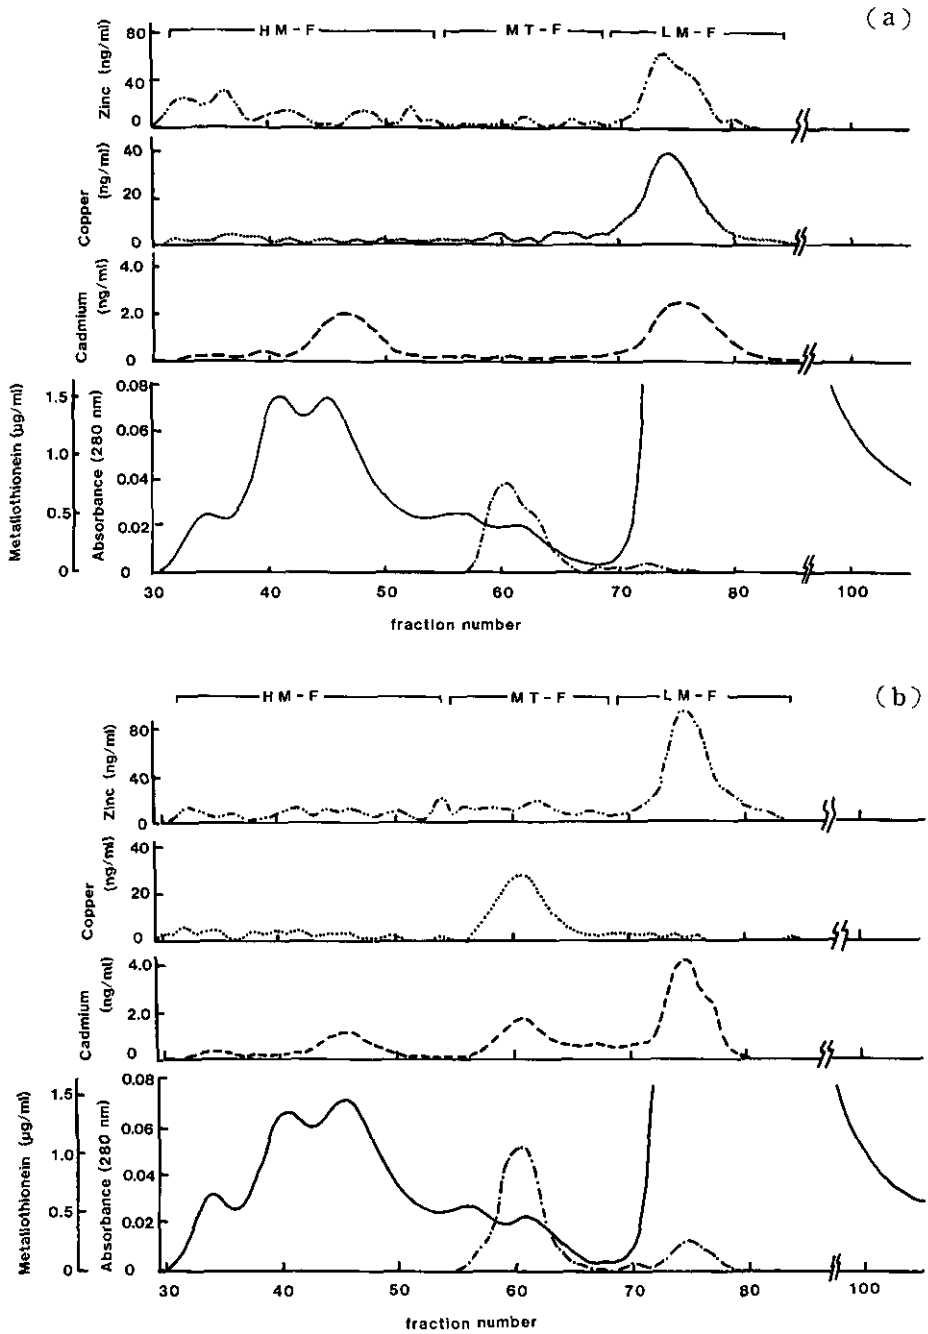 (a)
HM-F MT-F LM-F
Zinc (ng/ml)
80
40
0
Copper (ng/ml)
40
20
0
Cadmium (ng/ml)
4.0
2.0
0
Metallothionein (µg/ml)
1.5
1.0
0.5
0
Absorbance (280 nm)
0.08
0.06
0.04
0.02
0
30 40 50 60 70 80 100
fraction number
(b)
HM-F MT-F LM-F
Zinc (ng/ml)
80
40
0
Copper (ng/ml)
40
20
0
Cadmium (ng/ml)
4.0
2.0
0
Metallothionein (µg/ml)
1.5
1.0
0.5
0
Absorbance (280 nm)
0.08
0.06
0.04
0.02
0
30 40 50 60 70 80 100
fraction number